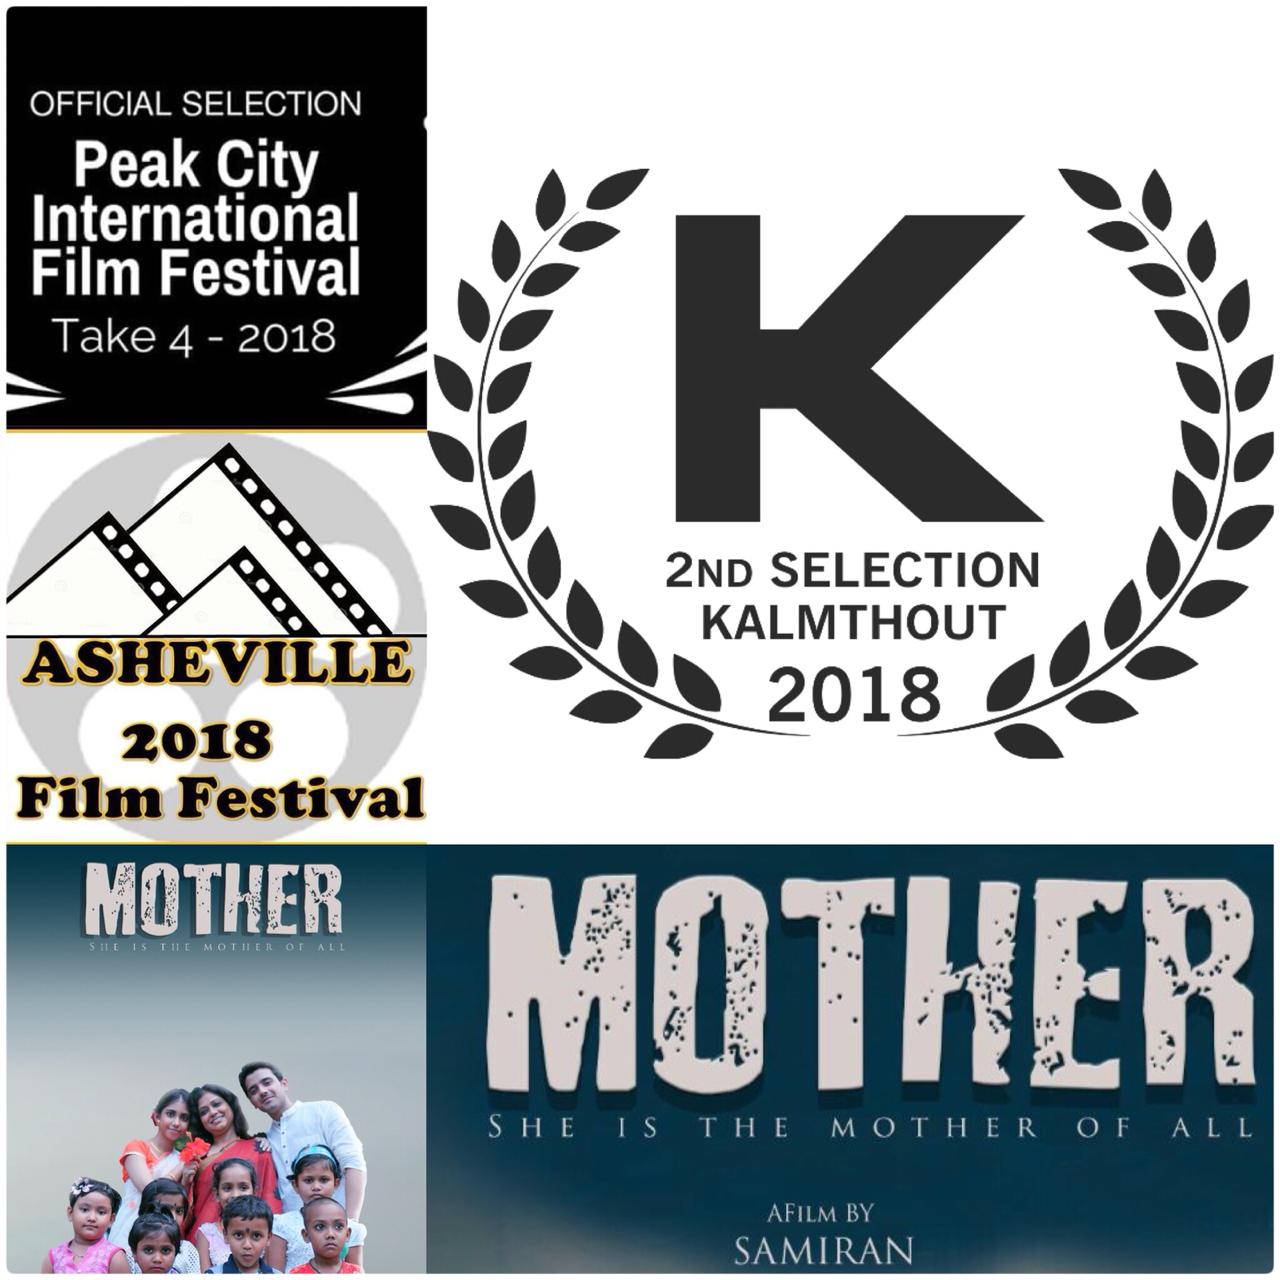 OFFICIAL SELECTION
Peak City
International
Film Festival
Take 4 - 2018
K
2ND SELECTION
KALMTHOUT
2018
ASHEVILLE
2018
Film Festival
MOTHER
SHE IS THE MOTHER OF ALL
MOTHER
SHE IS THE MOTHER OF ALL
AFILM BY
SAMIRAN